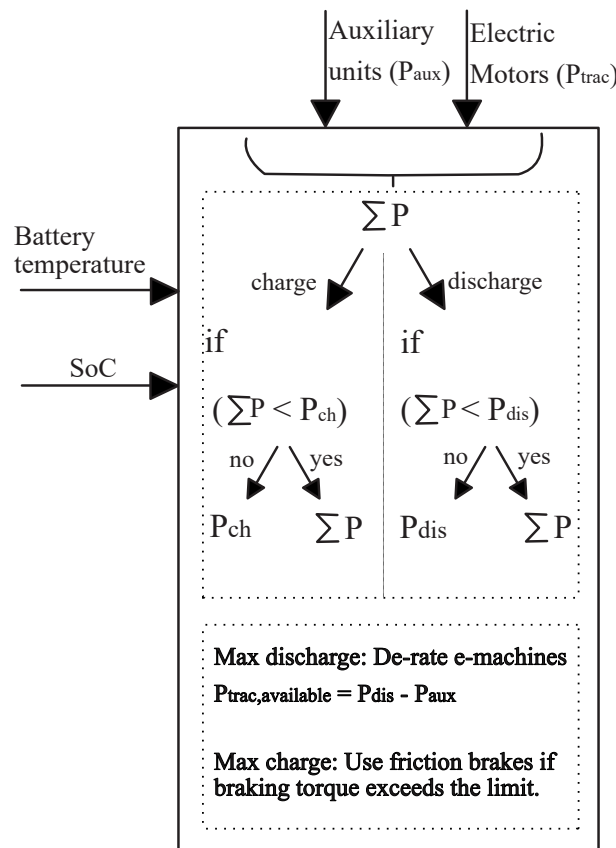 Auxiliary
units (Paux)
Electric
Motors (Ptrac)
Battery
temperature
SoC
∑ P
charge
discharge
if
if
(∑P < Pch)
(∑P < Pdis)
no
yes
no
yes
Pch
∑ P
Pdis
∑ P
Max discharge: De-rate e-machines
Ptrac,available = Pdis - Paux
Max charge: Use friction brakes if
braking torque exceeds the limit.